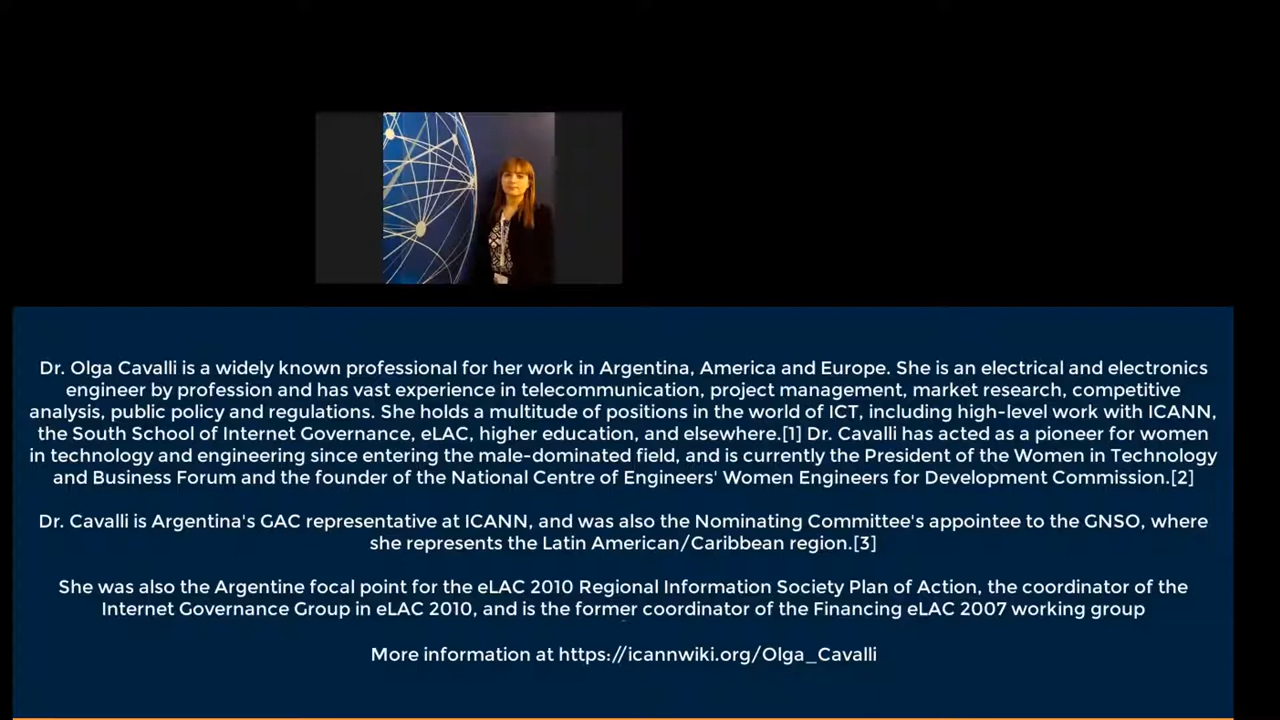 Dr. Olga Cavalli is a widely known professional for her work in Argentina, America and Europe. She is an electrical and electronics
engineer by profession and has vast experience in telecommunication, project management, market research, competitive
analysis, public policy and regulations. She holds a multitude of positions in the world of ICT, including high-level work with ICANN,
the South School of Internet Governance, eLAC, higher education, and elsewhere.[1] Dr. Cavalli has acted as a pioneer for women
in technology and engineering since entering the male-dominated field, and is currently the President of the Women in Technology
and Business Forum and the founder of the National Centre of Engineers' Women Engineers for Development Commission.[2]
Dr. Cavalli is Argentina's GAC representative at ICANN, and was also the Nominating Committee's appointee to the GNSO, where
she represents the Latin American/Caribbean region.[3]
She was also the Argentine focal point for the eLAC 2010 Regional Information Society Plan of Action, the coordinator of the
Internet Governance Group in eLAC 2010, and is the former coordinator of the Financing eLAC 2007 working group
More information at https://icannwiki.org/Olga_Cavalli